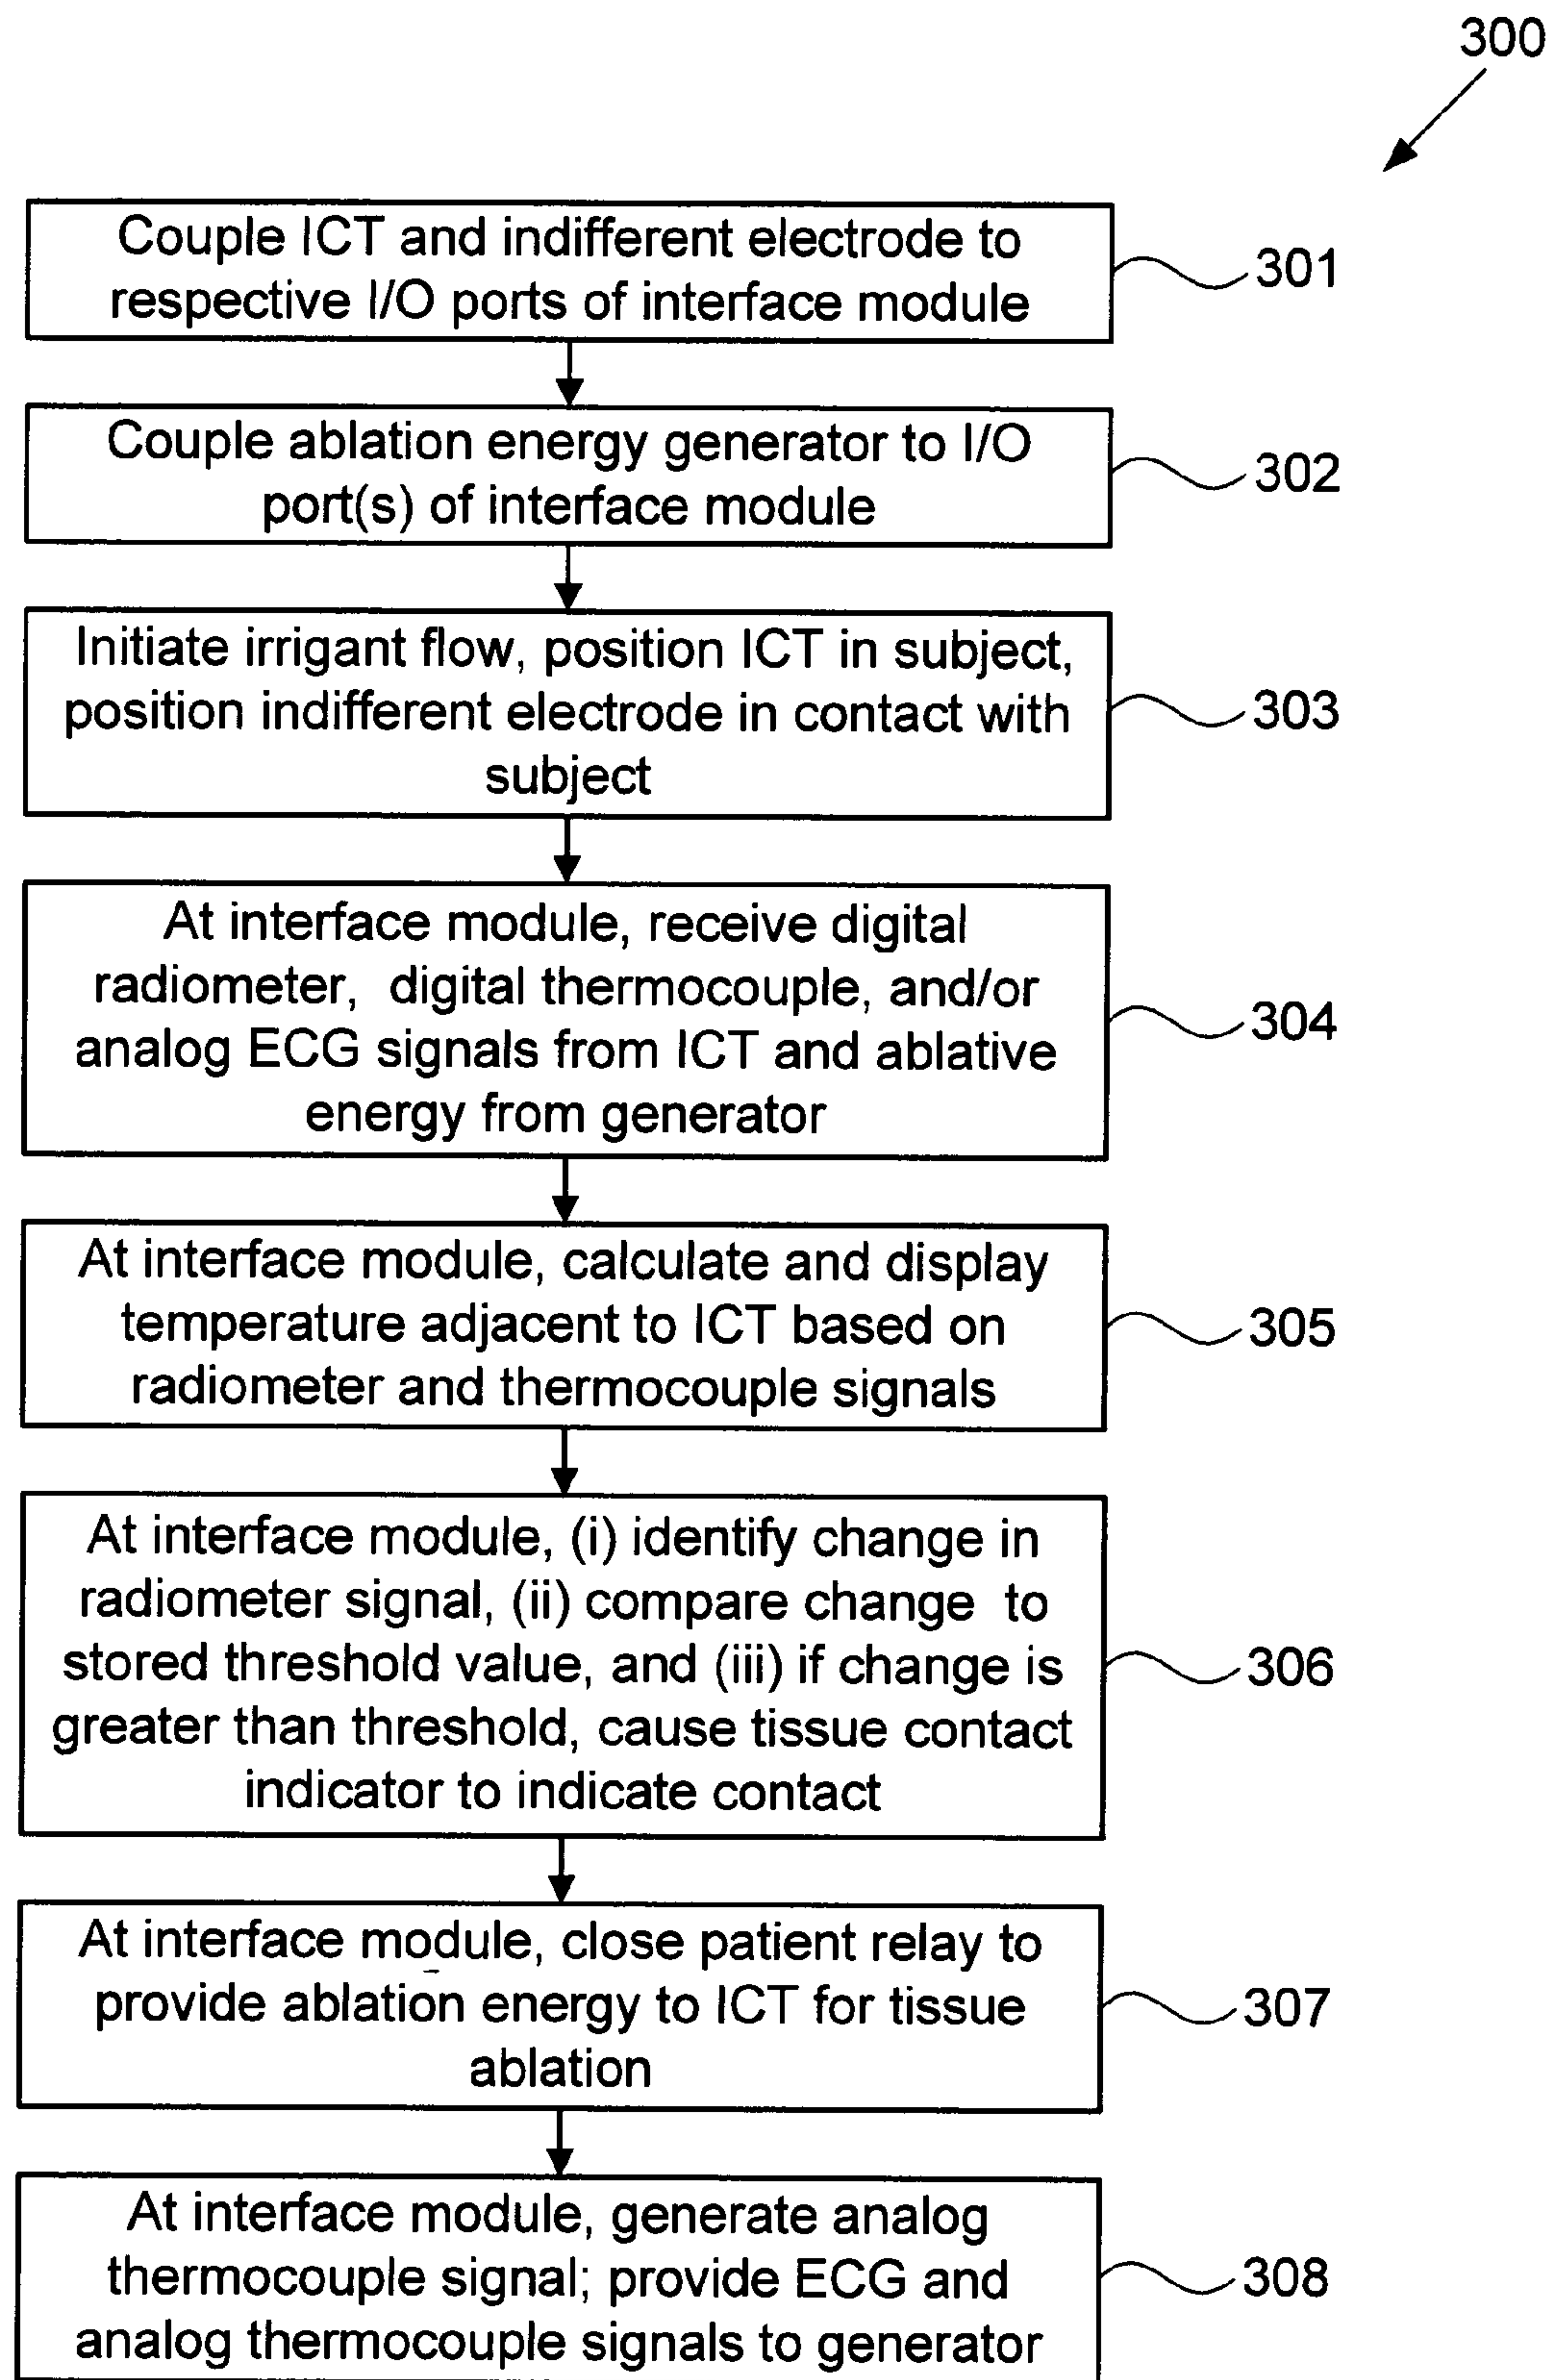 300
Couple ICT and indifferent electrode to
respective I/O ports of interface module
301
Couple ablation energy generator to I/O
port(s) of interface module
302
Initiate irrigant flow, position ICT in subject,
position indifferent electrode in contact with
subject
303
At interface module, receive digital
radiometer, digital thermocouple, and/or
analog ECG signals from ICT and ablative
energy from generator
304
At interface module, calculate and display
temperature adjacent to ICT based on
radiometer and thermocouple signals
305
At interface module, (i) identify change in
radiometer signal, (ii) compare change to
stored threshold value, and (iii) if change is
greater than threshold, cause tissue contact
indicator to indicate contact
306
At interface module, close patient relay to
provide ablation energy to ICT for tissue
ablation
307
At interface module, generate analog
thermocouple signal; provide ECG and
analog thermocouple signals to generator
308